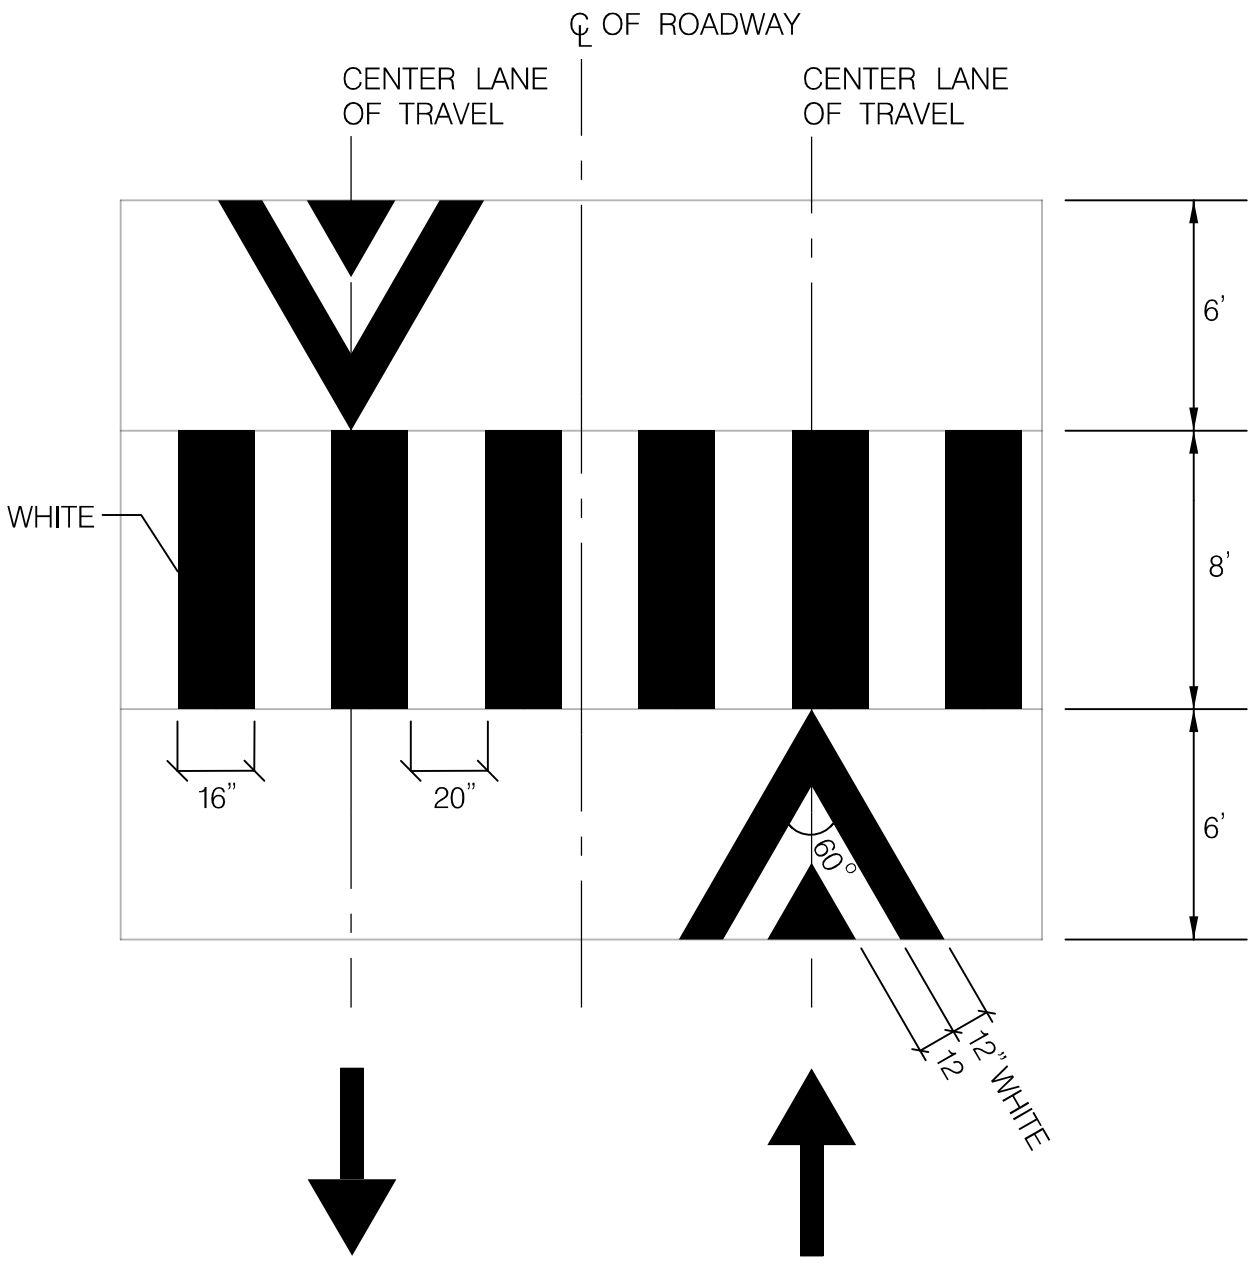 ℄ OF ROADWAY
CENTER LANE
OF TRAVEL
CENTER LANE
OF TRAVEL
6'
WHITE
8'
16”
20”
6'
60°
12
12” WHITE